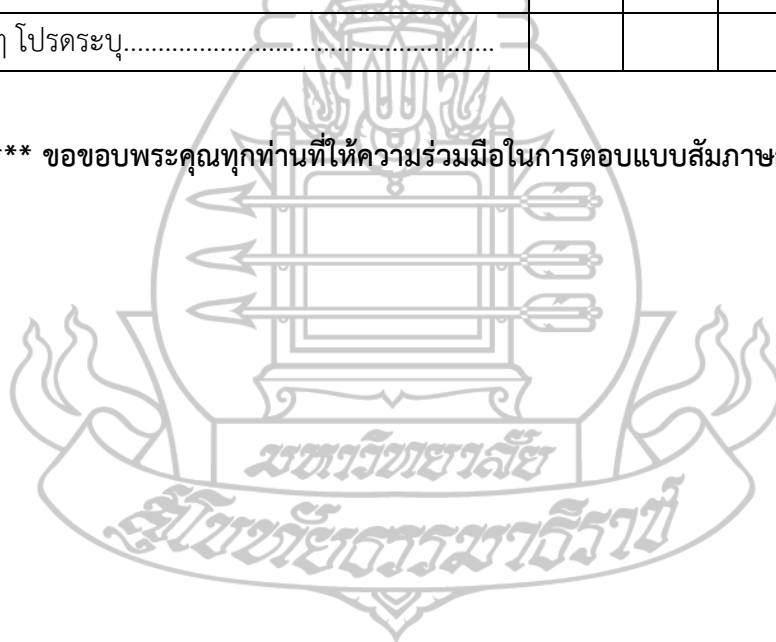 ๆ โปรดระบุ......................................................
** ขอขอบพระคุณทุกท่านที่ให้ความร่วมมือในการตอบแบบสัมภาษ
มหาวิทยาลัย
สุโขทัยธรรมาธิราช